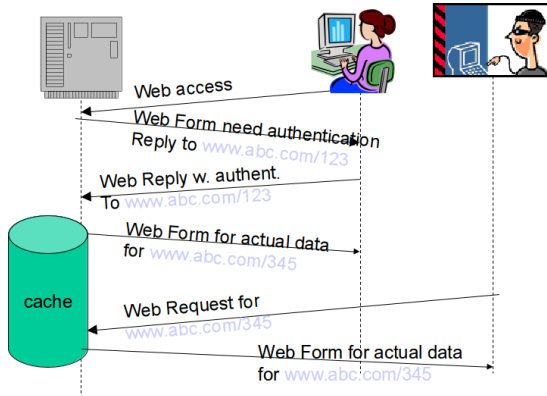 Web access
Web Form need authentication
Reply to www.abc.com/123
Web Reply w. authent.
To www.abc.com/123
Web Form for actual data
for www.abc.com/345
cache
Web Request for
www.abc.com/345
Web Form for actual data
for www.abc.com/345